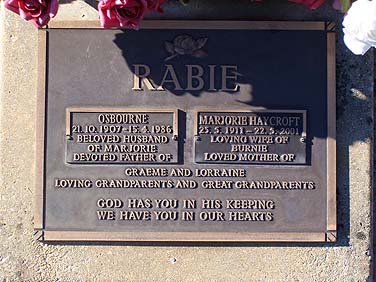 RABIE
OSBOURNE
21.10.1907-15.4.1986
BELOVED HUSBAND
OF MARJORIE
DEVOTED FATHER OF
MARJORIE HAYCROFT
25.5.1911-22.5.2001
LOVING WIFE OF
BURNIE
LOVED MOTHER OF
GRAEME AND LORRAINE
LOVING GRANDPARENTS AND GREAT GRANDPARENTS
GOD HAS YOU IN HIS KEEPING
WE HAVE YOU IN OUR HEARTS